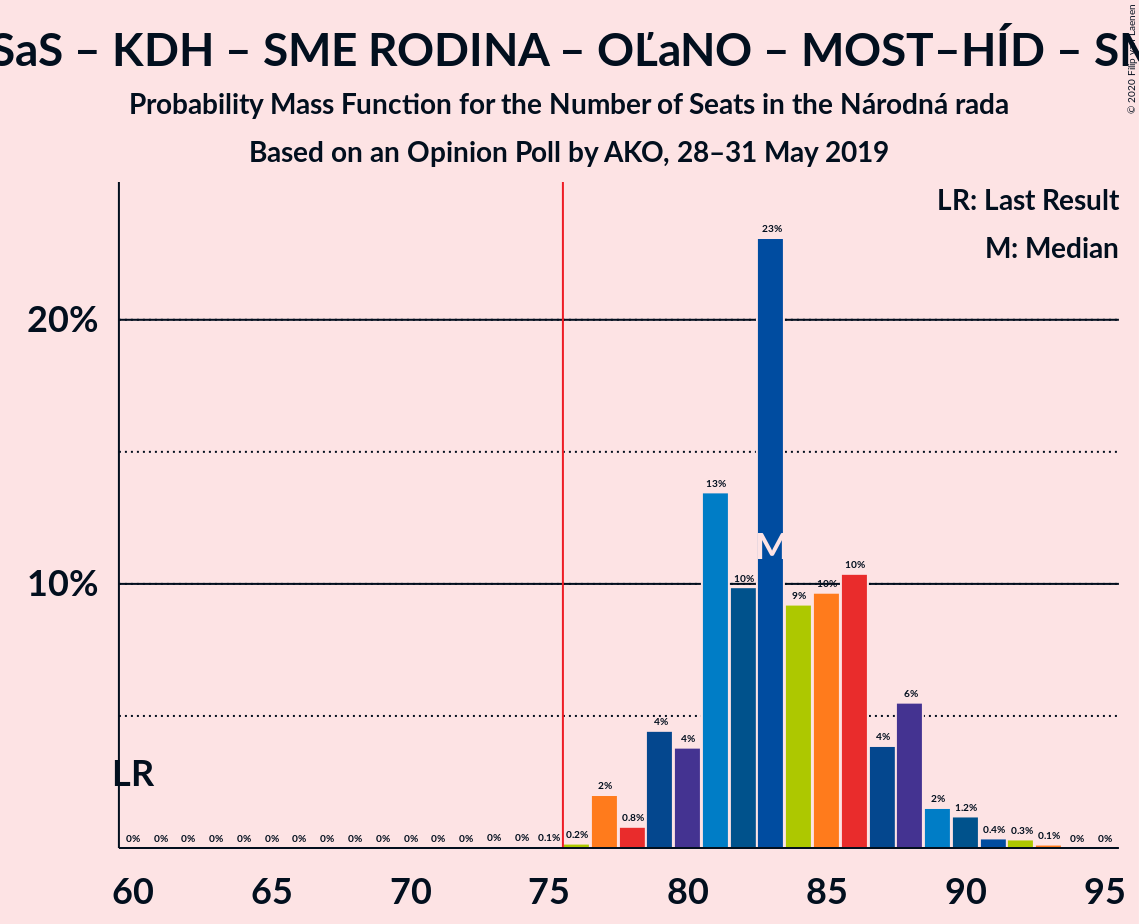 SaS – KDH – SME RODINA – OĽaNO – MOST–HÍD –
Probability Mass Function for the Number of Seats in the Národná rada
Based on an Opinion Poll by AKO, 28–31 May 2019
© 2020 Filip van Laenen
LR: Last Result
M: Median
23%
20%
13%
M
10%
10%
10%
10%
9%
6%
4%
4%
4%
LR
2%
2%
1.2%
0.8%
0% 0% 0% 0% 0% 0% 0% 0% 0% 0% 0% 0% 0% 0% 0% 0.1% 0.2% 0.4% 0.3% 0.1% 0% 0%
60 65 70 75 80 85 90 95